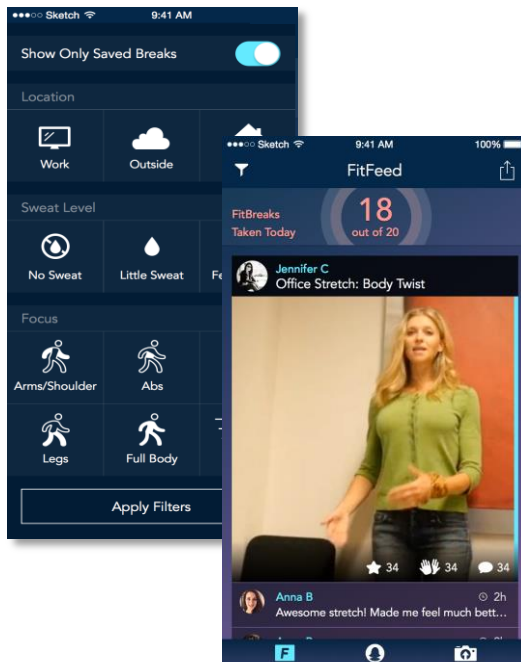 Sketch 9:41 AM
Show Only Saved Breaks
Location
Work Outside
Sweat Level
No Sweat Little Sweat
Focus
Arms/Shoulder Abs
Legs Full Body
Apply Filters
Sketch 9:41 AM 100%
FitFeed
FitBreaks
Taken Today
18
out of 20
Jennifer C
Office Stretch: Body Twist
34 34 34
Anna B 2h
Awesome stretch! Made me feel much bett...
F